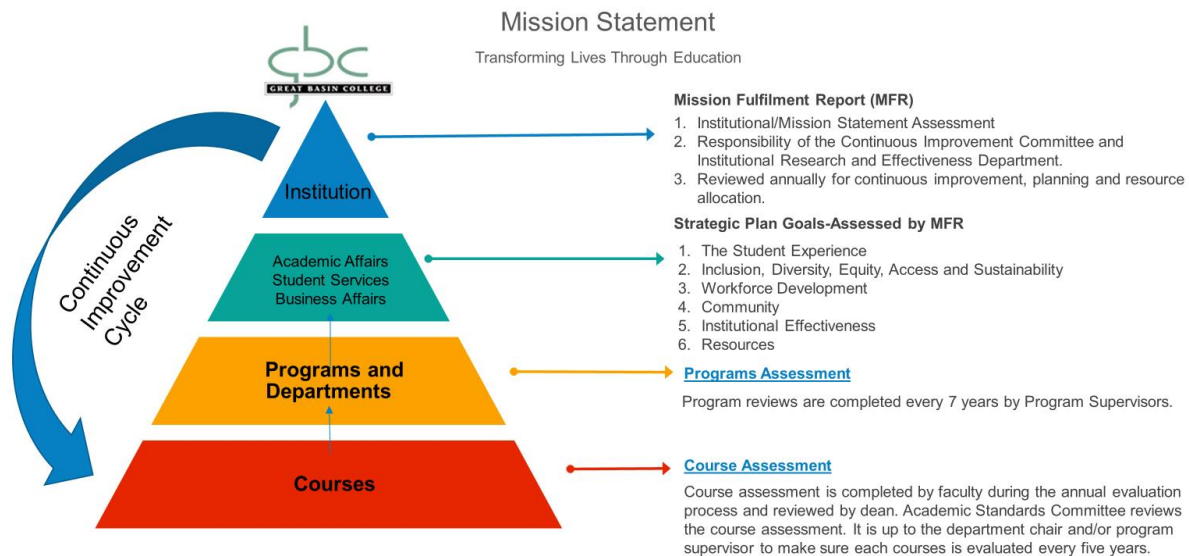 Mission Statement
Transforming Lives Through Education
gbc
GREAT BASIN COLLEGE
Continuous
Improvement
Cycle
Institution
Academic Affairs
Student Services
Business Affairs
Programs and
Departments
Courses
Mission Fulfilment Report (MFR)
1. Institutional/Mission Statement Assessment
2. Responsibility of the Continuous Improvement Committee and
Institutional Research and Effectiveness Department.
3. Reviewed annually for continuous improvement, planning and resource
allocation.
Strategic Plan Goals-Assessed by MFR
1. The Student Experience
2. Inclusion, Diversity, Equity, Access and Sustainability
3. Workforce Development
4. Community
5. Institutional Effectiveness
6. Resources
Programs Assessment
Program reviews are completed every 7 years by Program Supervisors.
Course Assessment
Course assessment is completed by faculty during the annual evaluation
process and reviewed by dean. Academic Standards Committee reviews
the course assessment. It is up to the department chair and/or program
supervisor to make sure each courses is evaluated every five years.